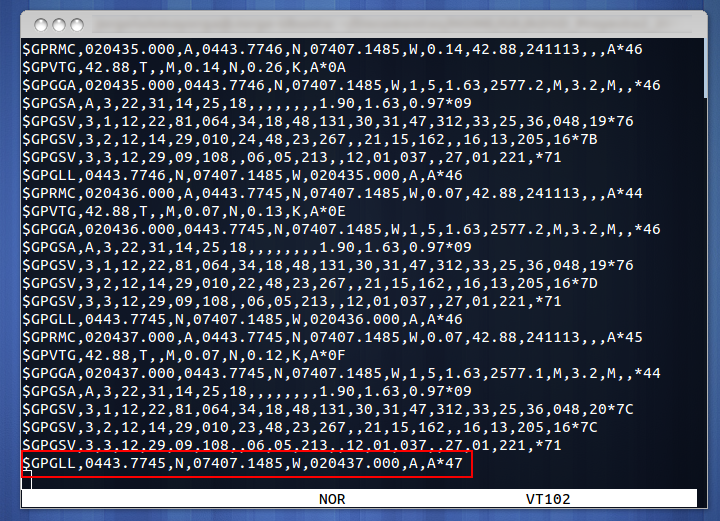 $GPRMC,020435.000,A,0443.7746,N,07407.1485,W,0.14,42.88,241113,,,A*46
$GPVTG,42.88,T,,M,0.14,N,0.26,K,A*0A
$GPGGA,020435.000,0443.7746,N,07407.1485,W,1,5,1.63,2577.2,M,3.2,M,,*46
$GPGSA,A,3,22,31,14,25,18,,,,,,,,1.90,1.63,0.97*09
$GPGSV,3,1,12,22,81,064,34,18,48,131,30,31,47,312,33,25,36,048,19*76
$GPGSV,3,2,12,14,29,010,24,48,23,267,,21,15,162,,16,13,205,16*7B
$GPGSV,3,3,12,29,09,108,,06,05,213,,12,01,037,,27,01,221,*71
$GPGLL,0443.7746,N,07407.1485,W,020435.000,A,A*46
$GPRMC,020436.000,A,0443.7745,N,07407.1485,W,0.07,42.88,241113,,,A*44
$GPVTG,42.88,T,,M,0.07,N,0.13,K,A*0E
$GPGGA,020436.000,0443.7745,N,07407.1485,W,1,5,1.63,2577.2,M,3.2,M,,*46
$GPGSA,A,3,22,31,14,25,18,,,,,,,,1.90,1.63,0.97*09
$GPGSV,3,1,12,22,81,064,34,18,48,131,30,31,47,312,33,25,36,048,19*76
$GPGSV,3,2,12,14,29,010,22,48,23,267,,21,15,162,,16,13,205,16*7D
$GPGSV,3,3,12,29,09,108,,06,05,213,,12,01,037,,27,01,221,*71
$GPGLL,0443.7745,N,07407.1485,W,020436.000,A,A*46
$GPRMC,020437.000,A,0443.7745,N,07407.1485,W,0.07,42.88,241113,,,A*45
$GPVTG,42.88,T,,M,0.07,N,0.12,K,A*0F
$GPGGA,020437.000,0443.7745,N,07407.1485,W,1,5,1.63,2577.1,M,3.2,M,,*44
$GPGSA,A,3,22,31,14,25,18,,,,,,,,1.90,1.63,0.97*09
$GPGSV,3,1,12,22,81,064,34,18,48,131,30,31,47,312,33,25,36,048,20*7C
$GPGSV,3,2,12,14,29,010,23,48,23,267,,21,15,162,,16,13,205,16*7C
$GPGSV,3,3,12,29,09,108,,06,05,213,,12,01,037,,27,01,221,*71
$GPGLL,0443.7745,N,07407.1485,W,020437.000,A,A*47
NOR VT102